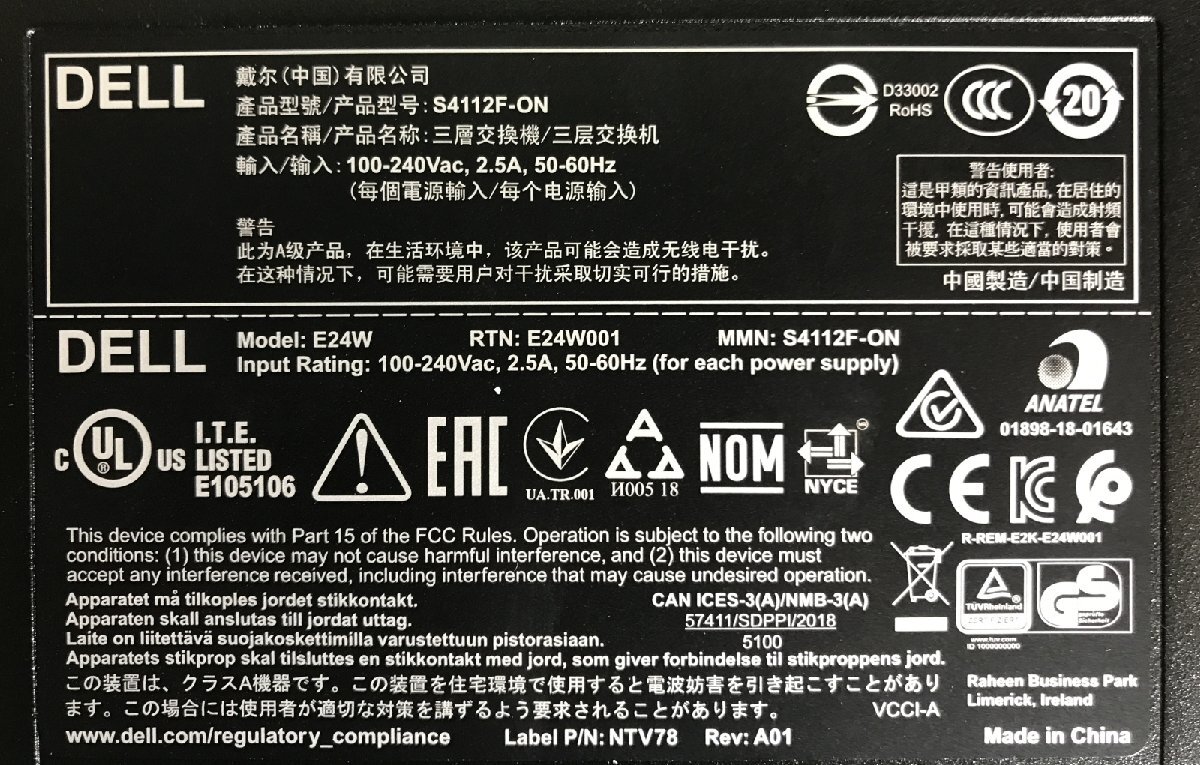 DELL
戴尔(中国)有限公司
產品型號/产品型号: S4112F-ON
產品名稱/产品名称: 三層交換機/三层交换机
輸入/输入: 100-240Vac, 2.5A, 50-60Hz
(每個電源輸入/每个电源输入)
警告
此为A级产品，在生活环境中，该产品可能会造成无线电干扰。
在这种情况下，可能需要用户对干扰采取切实可行的措施。
D33002
RoHS
CCC
20
警告使用者:
這是甲類的資訊產品, 在居住的
環境中使用時, 可能會造成射頻
干擾, 在這種情況下, 使用者會
被要求採取某些適當的對策。
中國製造/中国制造
DELL
Model: E24W RTN: E24W001 MMN: S4112F-ON
Input Rating: 100-240Vac, 2.5A, 50-60Hz (for each power supply)
ANATEL
01898-18-01643
C UL US
®
I.T.E.
LISTED
E105106
EAC
UA.TR.001
И005 18
NOM
NYCE
CE
R-REM-E2K-E24W001
This device complies with Part 15 of the FCC Rules. Operation is subject to the following two
conditions: (1) this device may not cause harmful interference, and (2) this device must
accept any interference received, including interference that may cause undesired operation.
Apparatet må tilkoples jordet stikkontakt.
Apparaten skall anslutas till jordat uttag.
Laite on liitettävä suojakoskettimilla varustettuun pistorasiaan.
CAN ICES-3(A)/NMB-3(A)
57411/SDPPI/2018
5100
Apparatets stikprop skal tilsluttes en stikkontakt med jord, som giver forbindelse til stikproppens jord.
この装置は、クラスA機器です。この装置を住宅環境で使用すると電波妨害を引き起こすことがあり
ます。この場合には使用者が適切な対策を講ずるよう要求されることがあります。 VCCI-A
www.dell.com/regulatory_compliance Label P/N: NTV78 Rev: A01
TÜVRheinland
CERTIFIZIERT
GS
geprüfte
Sicherheit
www.tuv.com
ID 1000000000
Raheen Business Park
Limerick, Ireland
Made in China